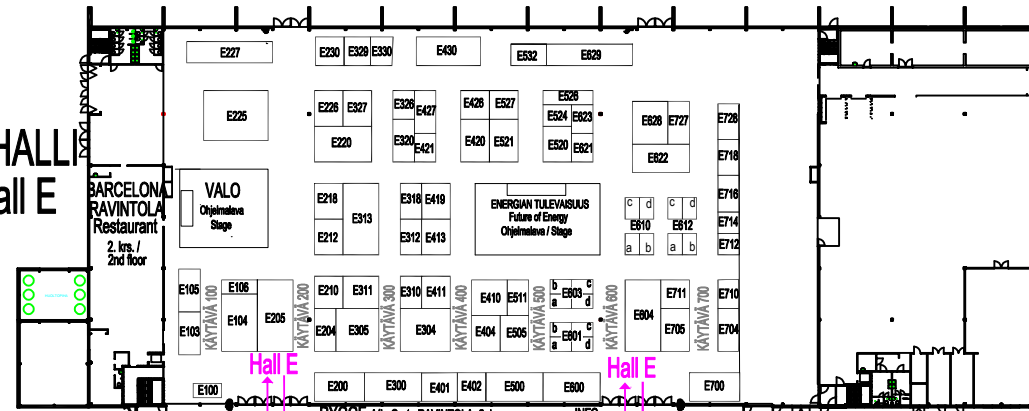 E227
E230 E329 E330
E430
E532 E629
E225
E226 E327
E220
E326 E427
E320 E421
E426 E527
E420 E521
E526
E524 E623
E520 E621
E628 E727
E622
E728
E718
E716
E714
E712
HALLI
all E
BARCELONA
RAVINTOLA
Restaurant
2. krs. /
2nd floor
VALO
Ohjelmalava
Stage
E218
E212
E313
E318 E419
E312 E413
ENERGIAN TULEVAISUUS
Future of Energy
Ohjelmalava / Stage
c d c d
E610 E612
a b a b
E105
E103
KÄYTÄVÄ 100
E106
E104
E205
KÄYTÄVÄ 200
E210 E311
E204 E305
KÄYTÄVÄ 300
E310 E411
E304
KÄYTÄVÄ 400
E410 E511
E404 E505
KÄYTÄVÄ 500
b c
E603
a d
b c
E601
a d
KÄYTÄVÄ 600
E604
E711
E705
KÄYTÄVÄ 700
E710
E704
Hall E
Hall E
E100
E200 E300 E401 E402 E500 E600
E700